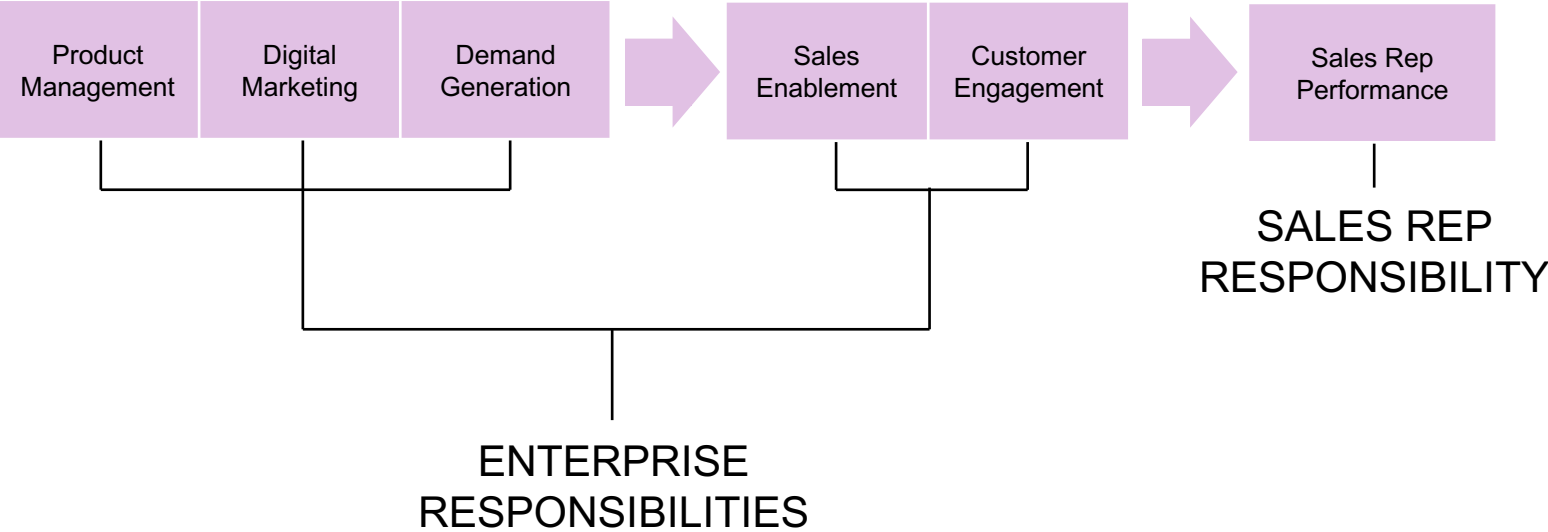 Product
Management
Digital
Marketing
Demand
Generation
Sales
Enablement
Customer
Engagement
Sales Rep
Performance
SALES REP
RESPONSIBILITY
ENTERPRISE
RESPONSIBILITIES